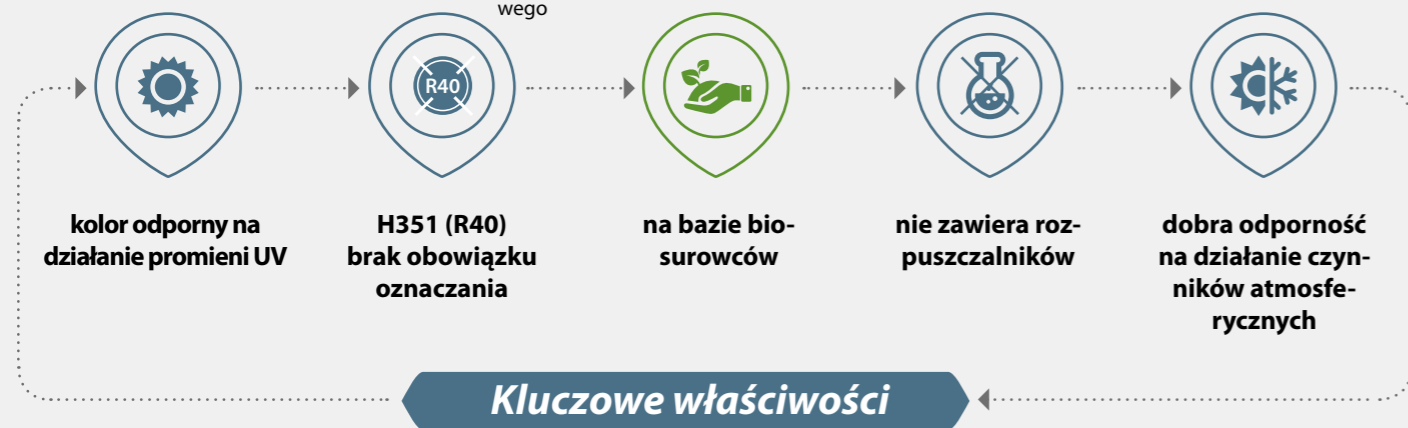 wego
R40
kolor odporny na
działanie promieni UV
H351 (R40)
brak obowiązku
oznaczania
na bazie bio-
surowców
nie zawiera roz-
puszczalników
dobra odporność
na działanie czyn-
ników atmosfe-
rycznych
Kluczowe właściwości